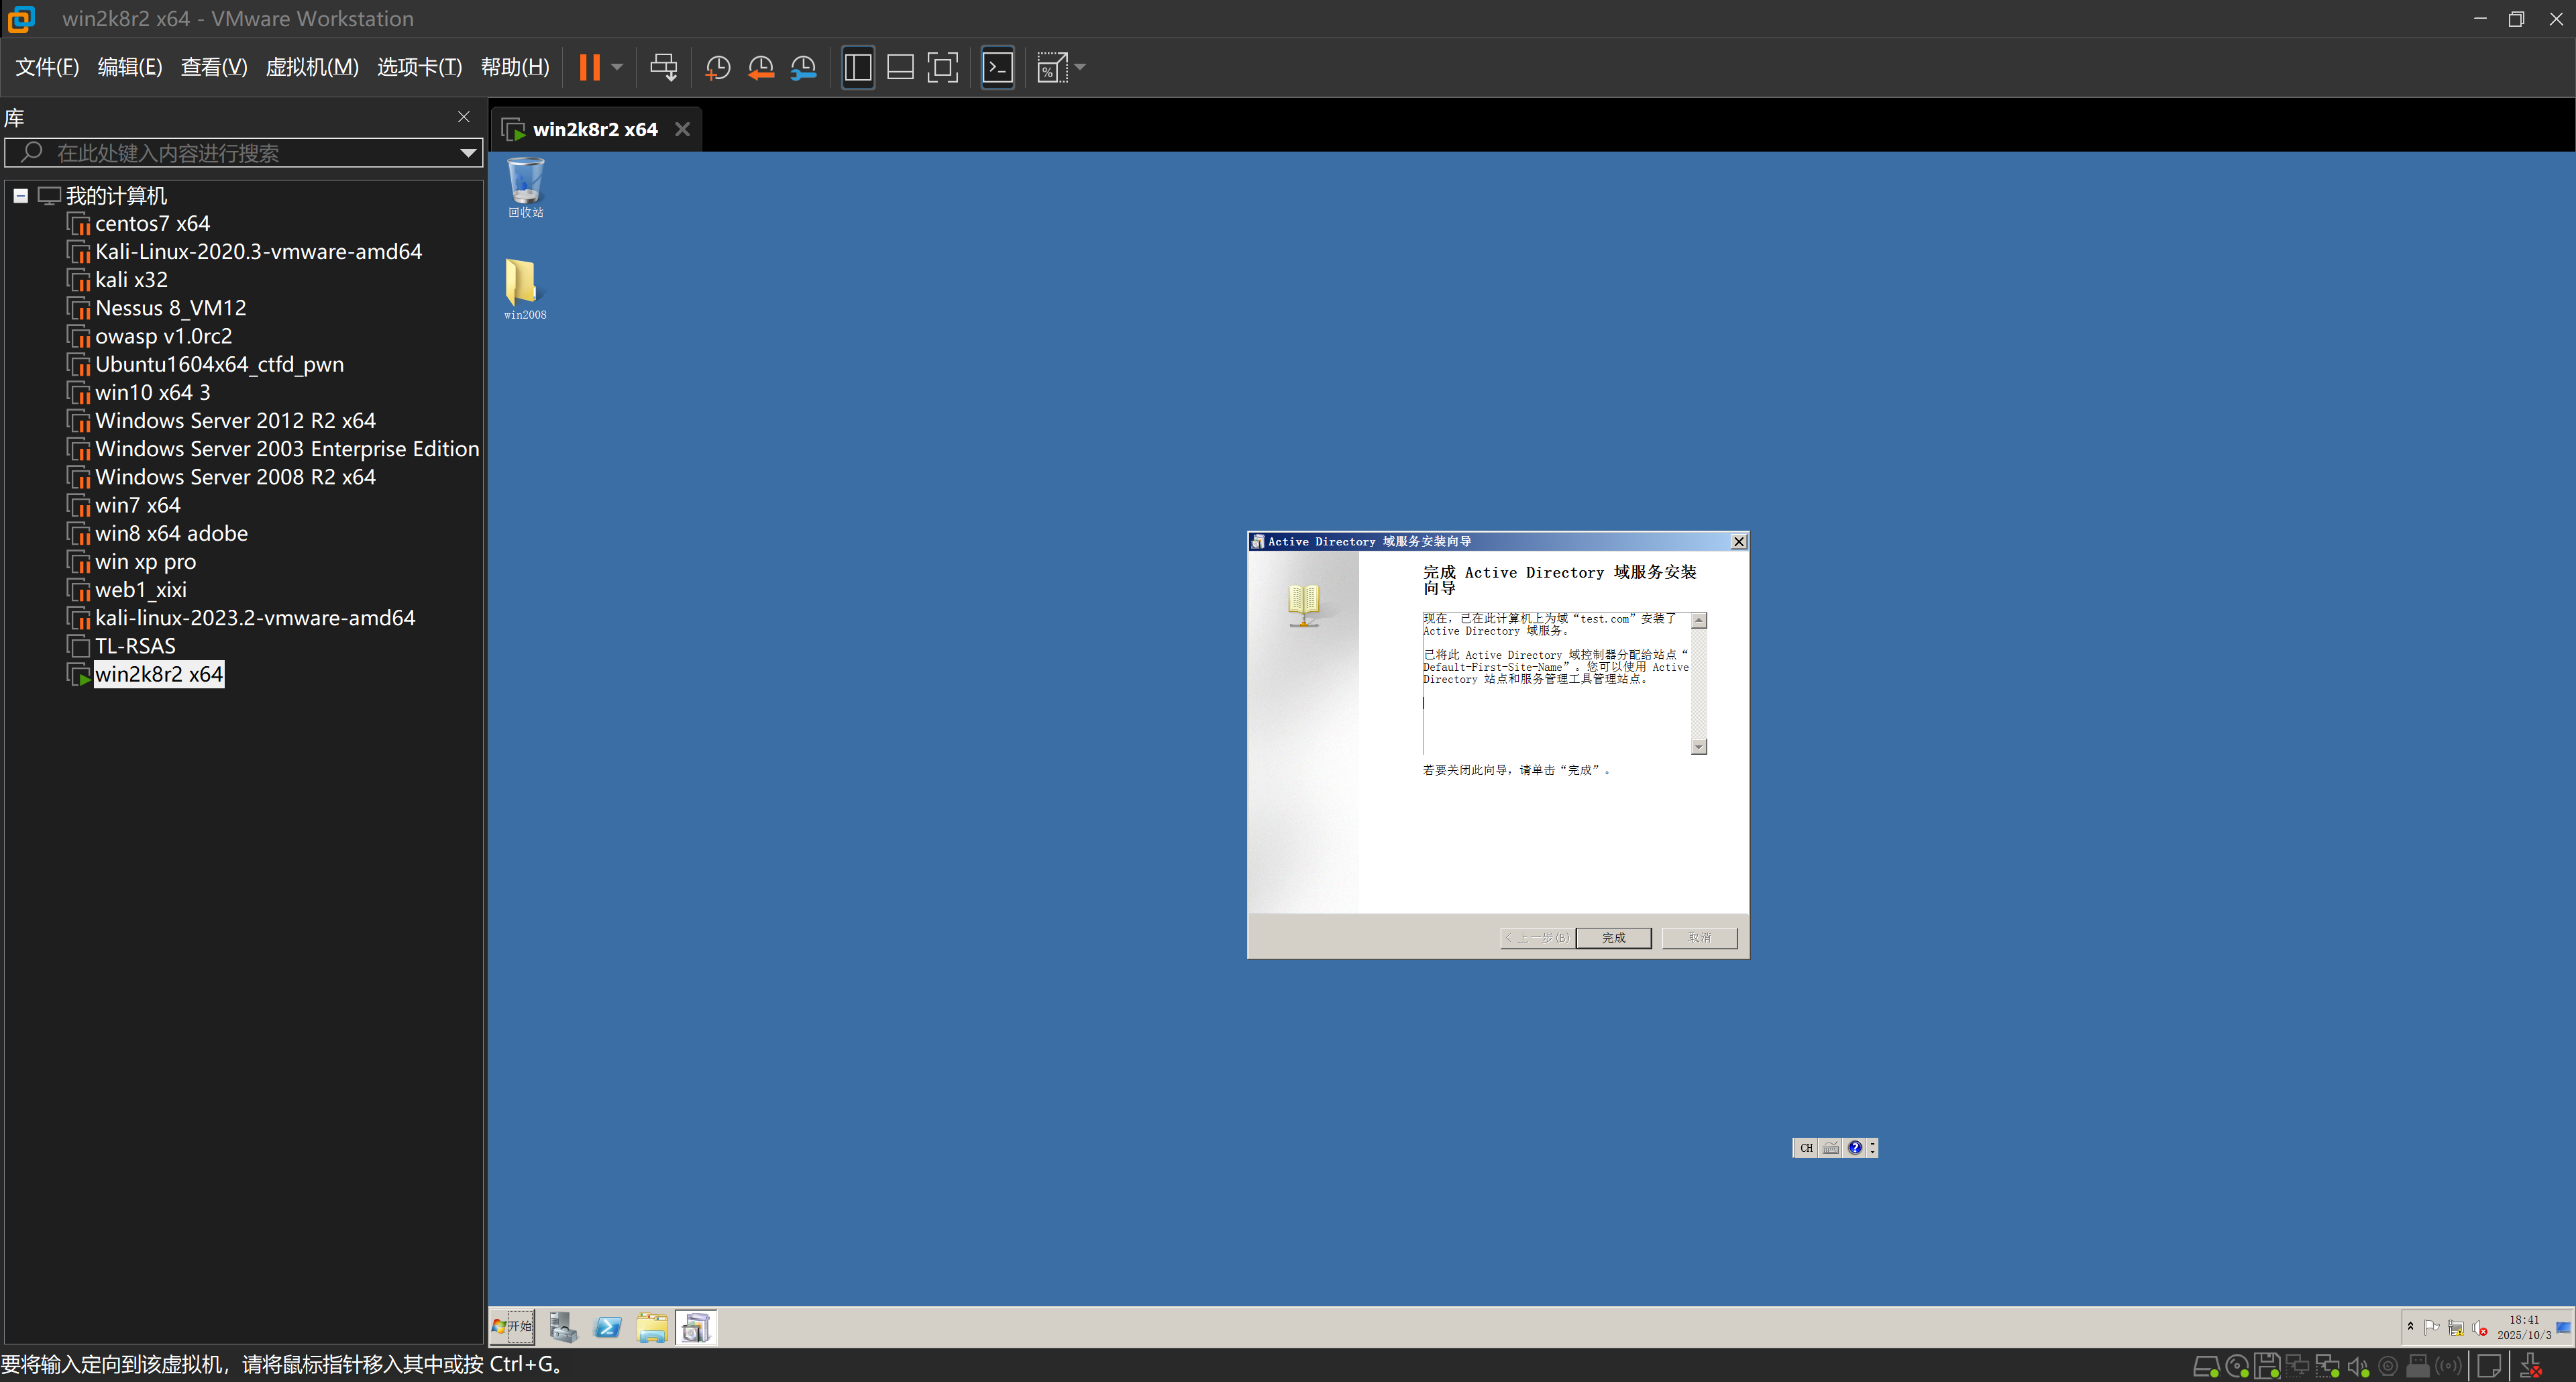 win2k8r2 x64 - VMware Workstation
文件(F) 编辑(E) 查看(V) 虚拟机(M) 选项卡(T) 帮助(H)
库
在此处键入内容进行搜索
我的计算机
centos7 x64
Kali-Linux-2020.3-vmware-amd64
kali x32
Nessus 8_VM12
owasp v1.0rc2
Ubuntu1604x64_ctfd_pwn
win10 x64 3
Windows Server 2012 R2 x64
Windows Server 2003 Enterprise Edition
Windows Server 2008 R2 x64
win7 x64
win8 x64 adobe
win xp pro
web1_xixi
kali-linux-2023.2-vmware-amd64
TL-RSAS
win2k8r2 x64
win2k8r2 x64
回收站
win2008
Active Directory 域服务安装向导
完成 Active Directory 域服务安装
向导
现在，已在此计算机上为域“test.com”安装了
Active Directory 域服务。
已将此 Active Directory 域控制器分配给站点“
Default-First-Site-Name”。您可以使用 Active
Directory 站点和服务管理工具管理站点。
若要关闭此向导，请单击“完成”。
< 上一步(B) 完成 取消
CH
开始
18:41
2025/10/3
要将输入定向到该虚拟机，请将鼠标指针移入其中或按 Ctrl+G。